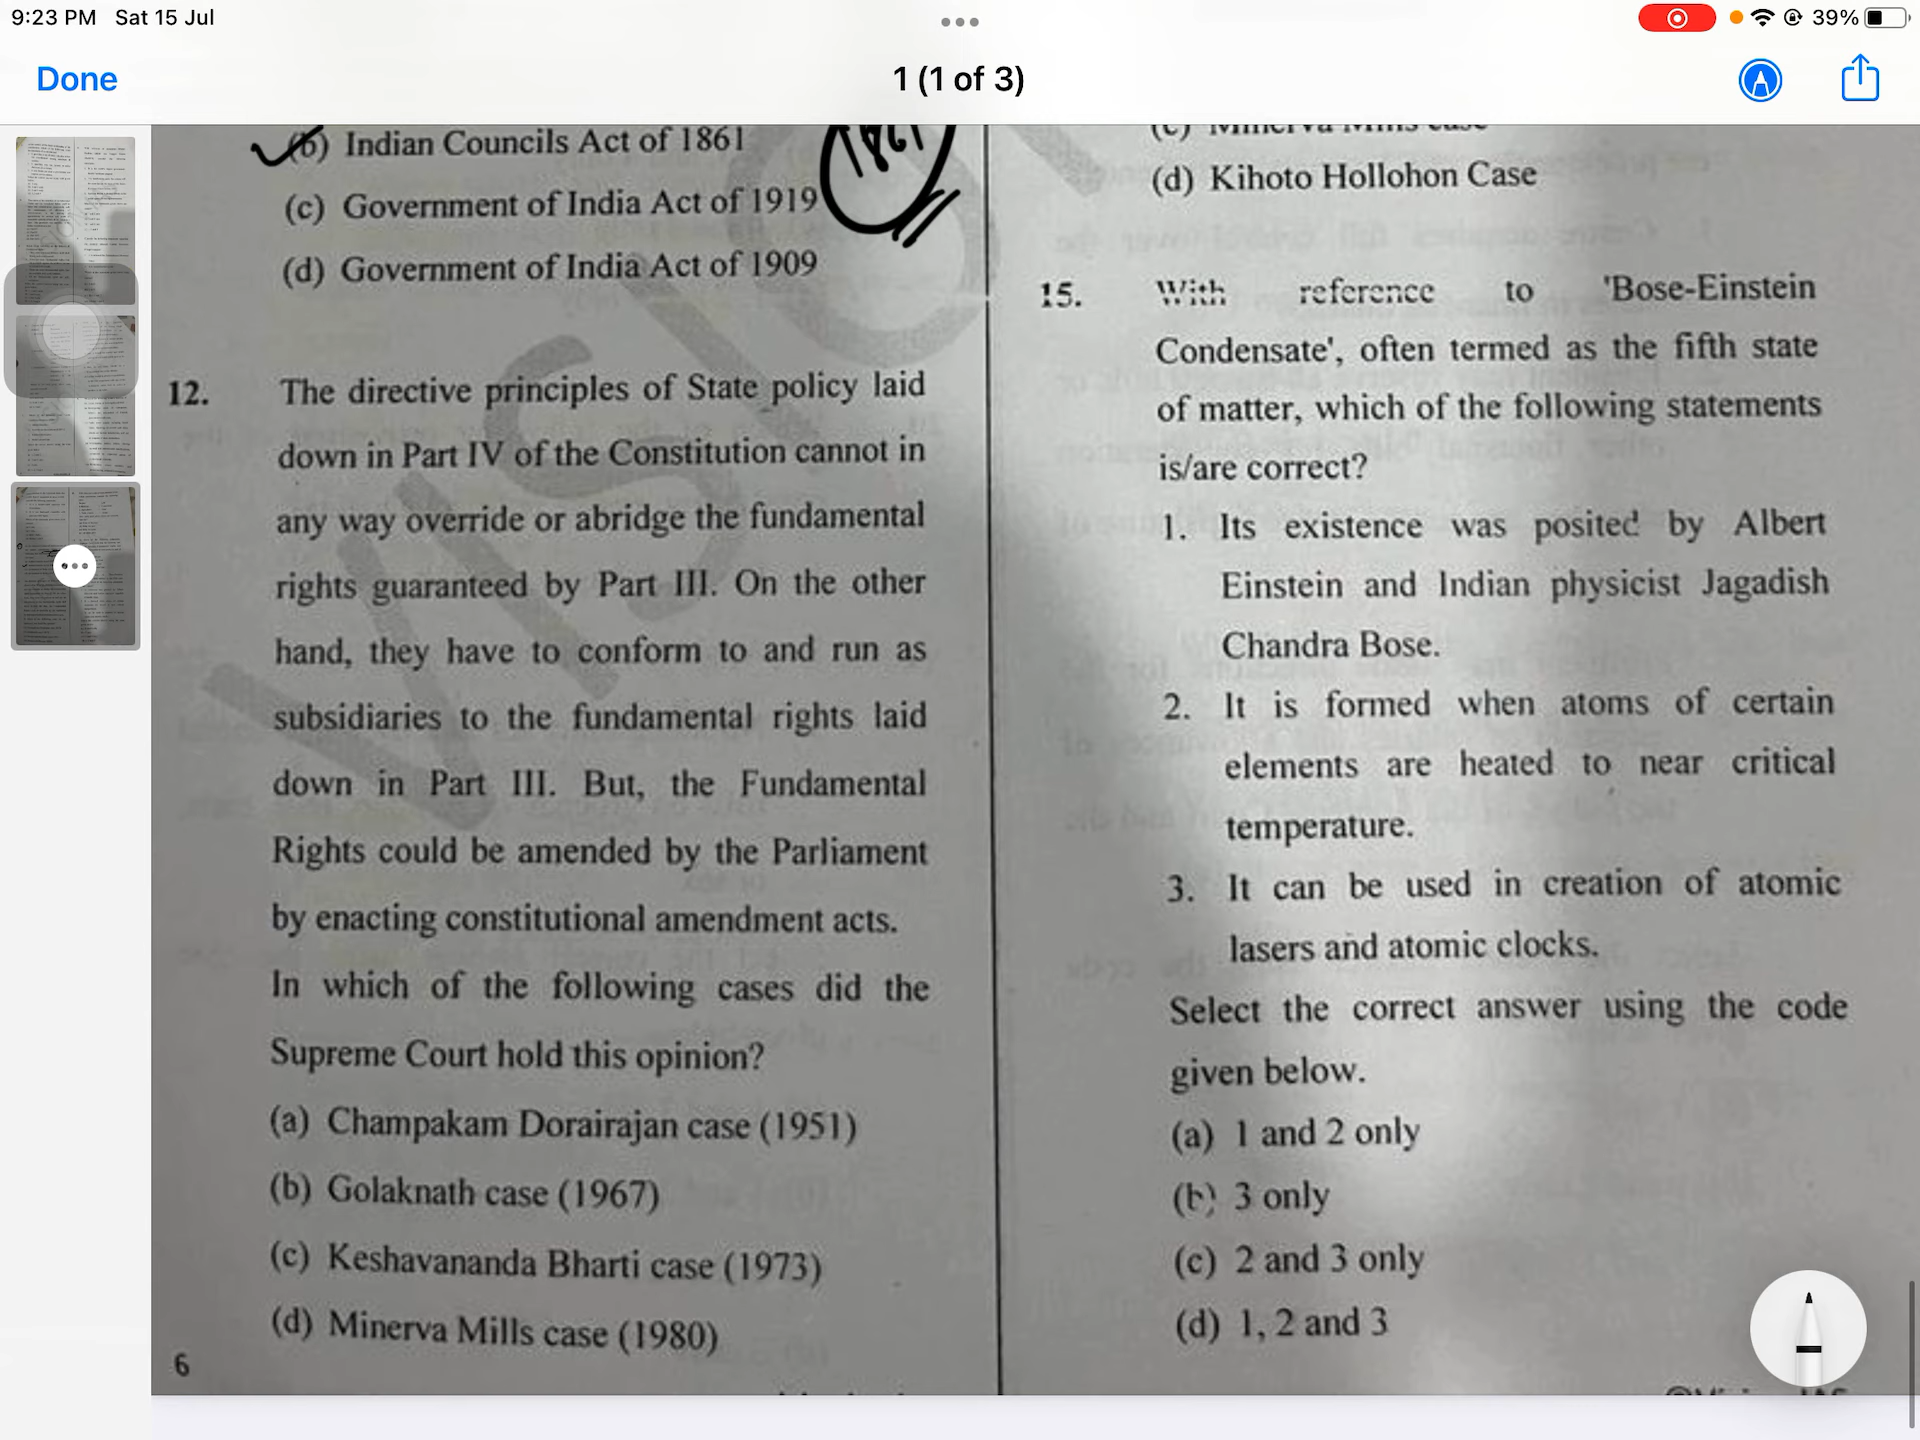 9:23 PM Sat 15 Jul
39%
Done
1 (1 of 3)
(b) Indian Councils Act of 1861
1861
(c) Government of India Act of 1919
(d) Government of India Act of 1909
12. The directive principles of State policy laid
down in Part IV of the Constitution cannot in
any way override or abridge the fundamental
rights guaranteed by Part III. On the other
hand, they have to conform to and run as
subsidiaries to the fundamental rights laid
down in Part III. But, the Fundamental
Rights could be amended by the Parliament
by enacting constitutional amendment acts.
In which of the following cases did the
Supreme Court hold this opinion?
(a) Champakam Dorairajan case (1951)
(b) Golaknath case (1967)
(c) Keshavananda Bharti case (1973)
(d) Minerva Mills case (1980)
6
(c) Minerva Mills case
(d) Kihoto Hollohon Case
15. With reference to 'Bose-Einstein
Condensate', often termed as the fifth state
of matter, which of the following statements
is/are correct?
1. Its existence was posited by Albert
Einstein and Indian physicist Jagadish
Chandra Bose.
2. It is formed when atoms of certain
elements are heated to near critical
temperature.
3. It can be used in creation of atomic
lasers and atomic clocks.
Select the correct answer using the code
given below.
(a) 1 and 2 only
(b) 3 only
(c) 2 and 3 only
(d) 1, 2 and 3